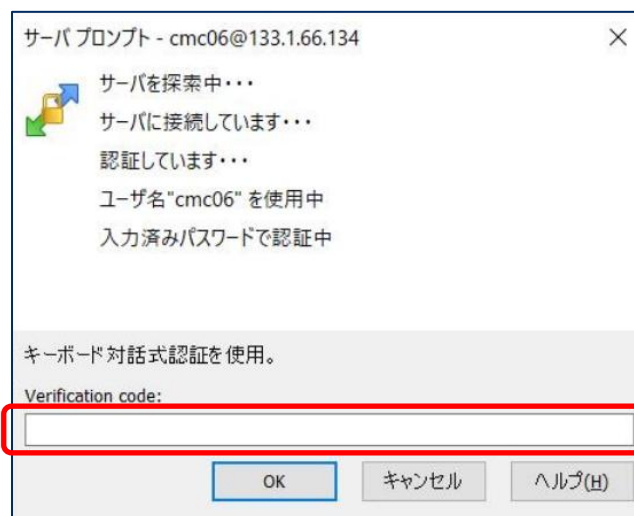 サーバ プロンプト - cmc06@133.1.66.134
サーバを探索中・・・
サーバに接続しています・・・
認証しています・・・
ユーザ名"cmc06" を使用中
入力済みパスワードで認証中
キーボード対話式認証を使用。
Verification code:
OK キャンセル ヘルプ(H)